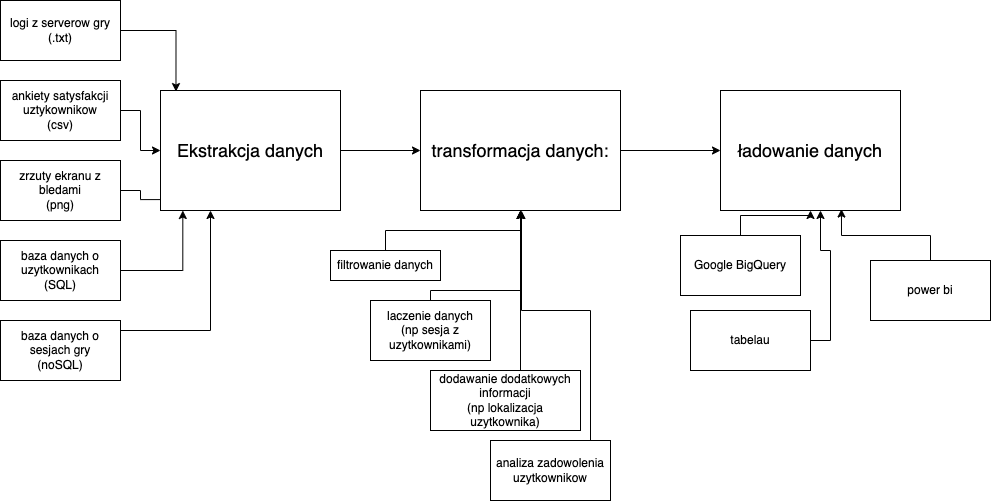 logi z serwerow gry
(.txt)
ankiety satysfakcji
uztykownikow
(csv)
zrzuty ekranu z
bledami
(png)
baza danych o
uzytkownikach
(SQL)
baza danych o
sesjach gry
(noSQL)
Ekstrakcja danych
transformacja danych:
ładowanie danych
filtrowanie danych
laczenie danych
(np sesja z
uzytkownikami)
dodawanie dodatkowych
informacji
(np lokalizacja
uzytkownika)
analiza zadowolenia
uzytkownikow
Google BigQuery
tabelau
power bi